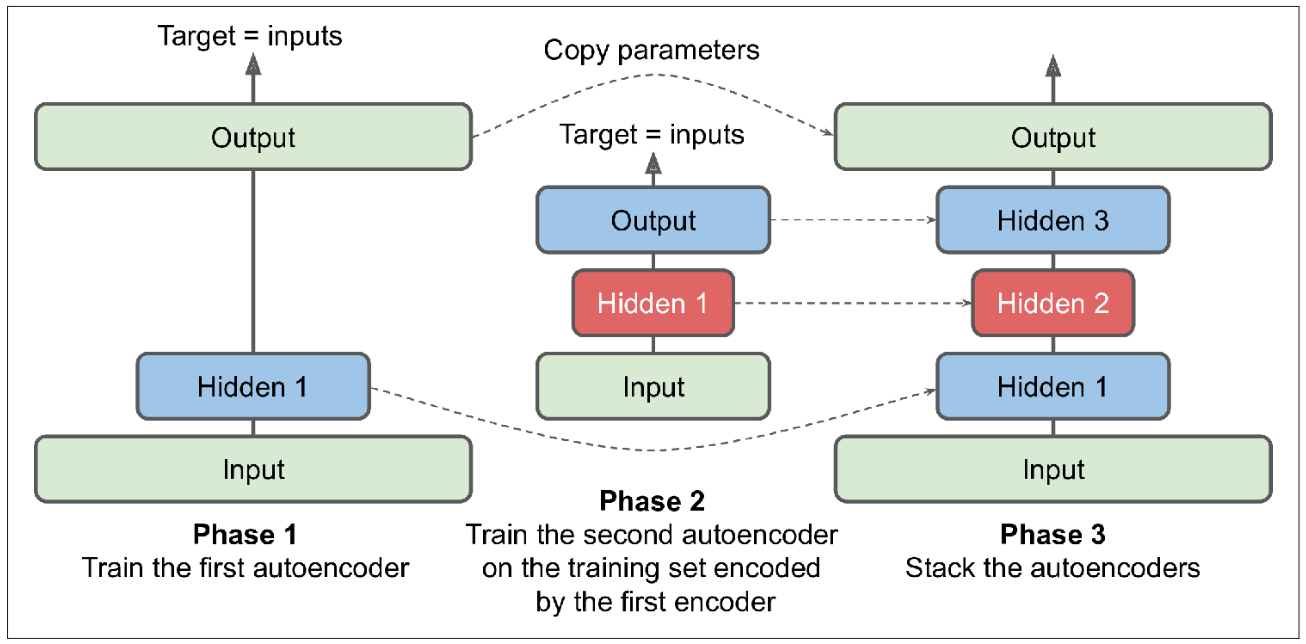 Target = inputs
Output
Hidden 1
Input
Phase 1
Train the first autoencoder
Copy parameters
Target = inputs
Output
Hidden 1
Input
Phase 2
Train the second autoencoder
on the training set encoded
by the first encoder
Output
Hidden 3
Hidden 2
Hidden 1
Input
Phase 3
Stack the autoencoders